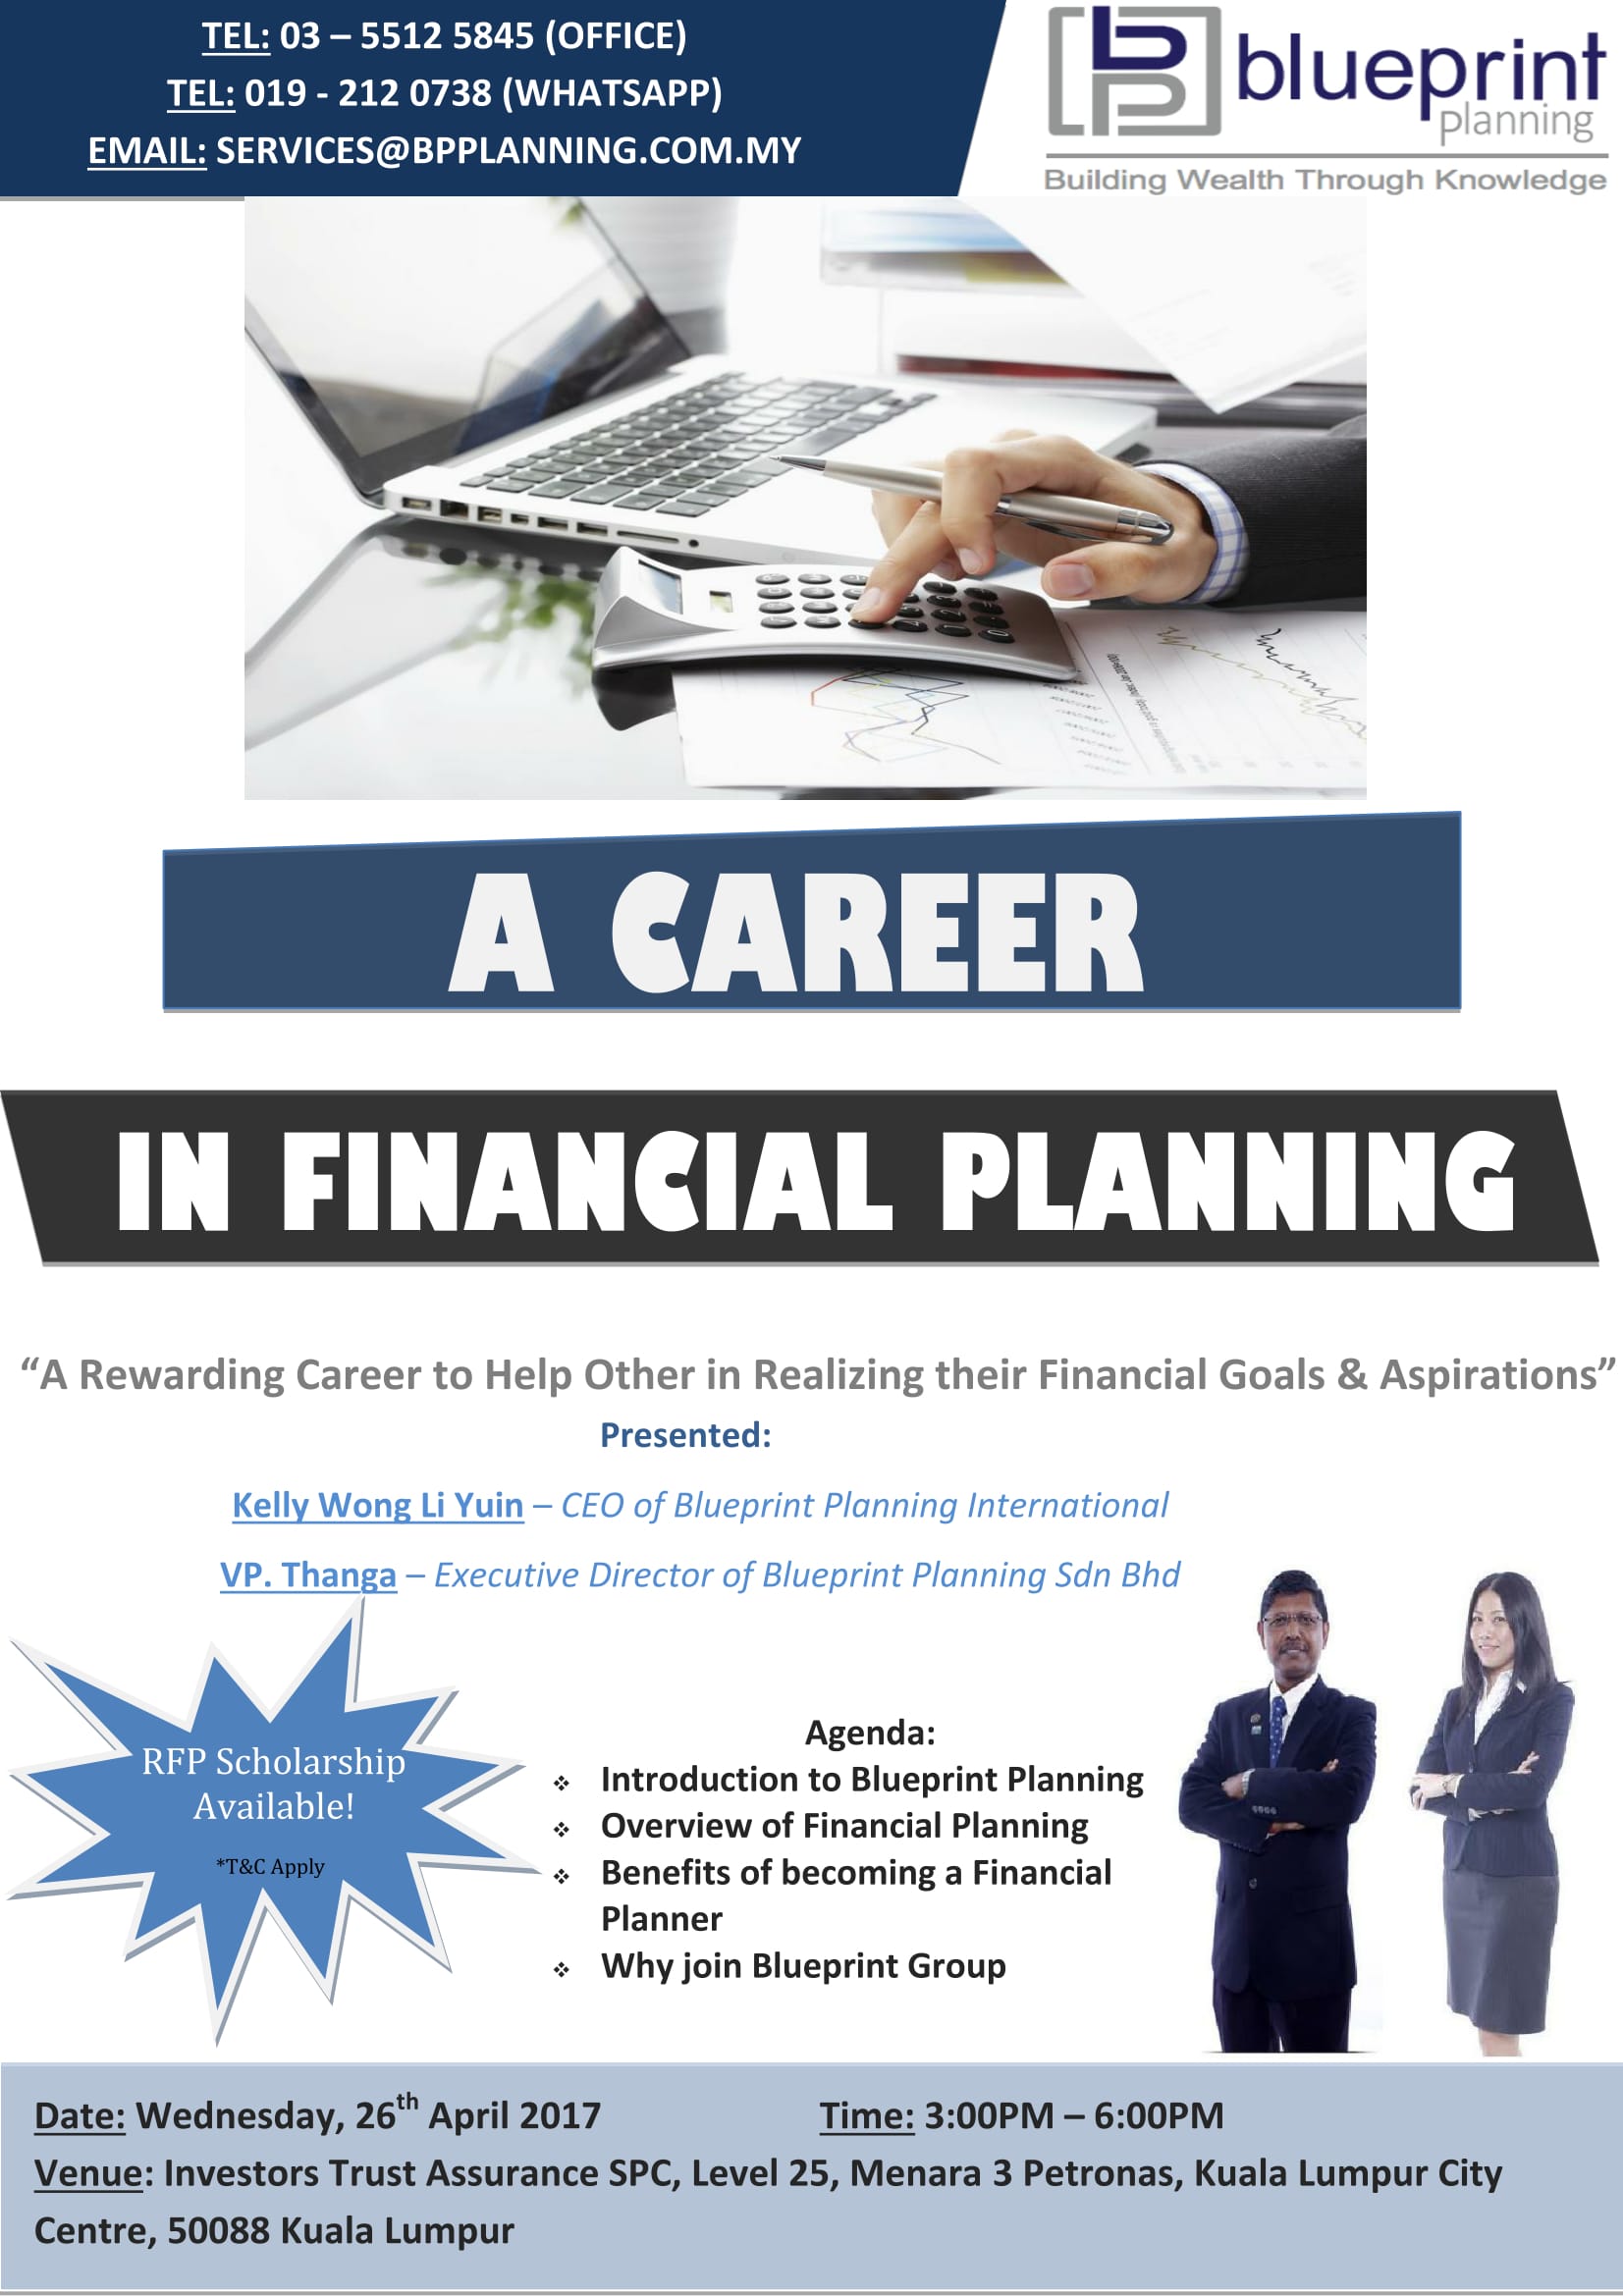 TEL: 03 – 5512 5845 (OFFICE)
TEL: 019 - 212 0738 (WHATSAPP)
EMAIL: SERVICES@BPPLANNING.COM.MY
blueprint
planning
Building Wealth Through Knowledge
A CAREER
IN FINANCIAL PLANNING
“A Rewarding Career to Help Other in Realizing their Financial Goals & Aspirations”
Presented:
Kelly Wong Li Yuin – CEO of Blueprint Planning International
VP. Thanga – Executive Director of Blueprint Planning Sdn Bhd
RFP Scholarship
Available!
*T&C Apply
Agenda:
❖ Introduction to Blueprint Planning
❖ Overview of Financial Planning
❖ Benefits of becoming a Financial
Planner
❖ Why join Blueprint Group
Date: Wednesday, 26th April 2017 Time: 3:00PM – 6:00PM
Venue: Investors Trust Assurance SPC, Level 25, Menara 3 Petronas, Kuala Lumpur City
Centre, 50088 Kuala Lumpur